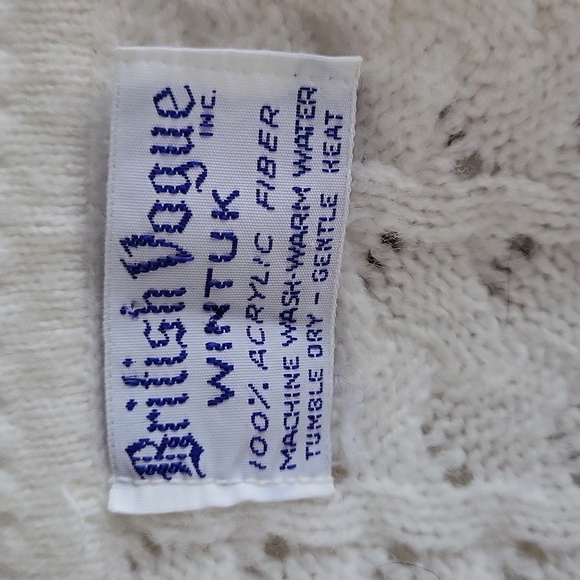 British Vogue
INC.
WINTUK
100% ACRYLIC FIBER
MACHINE WASH-WARM WATER
TUMBLE DRY - GENTLE HEAT